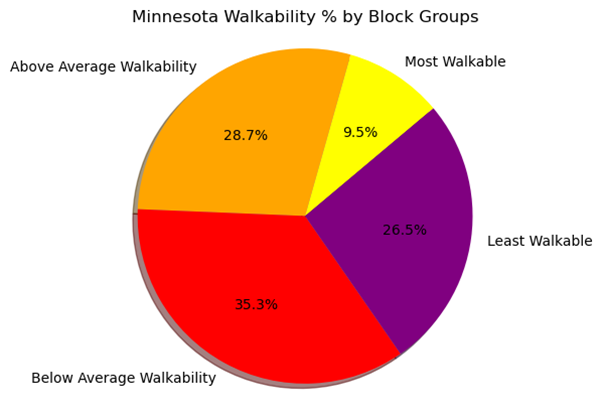 Minnesota Walkability % by Block Groups
Most Walkable
Above Average Walkability
9.5%
28.7%
26.5%
Least Walkable
35.3%
Below Average Walkability